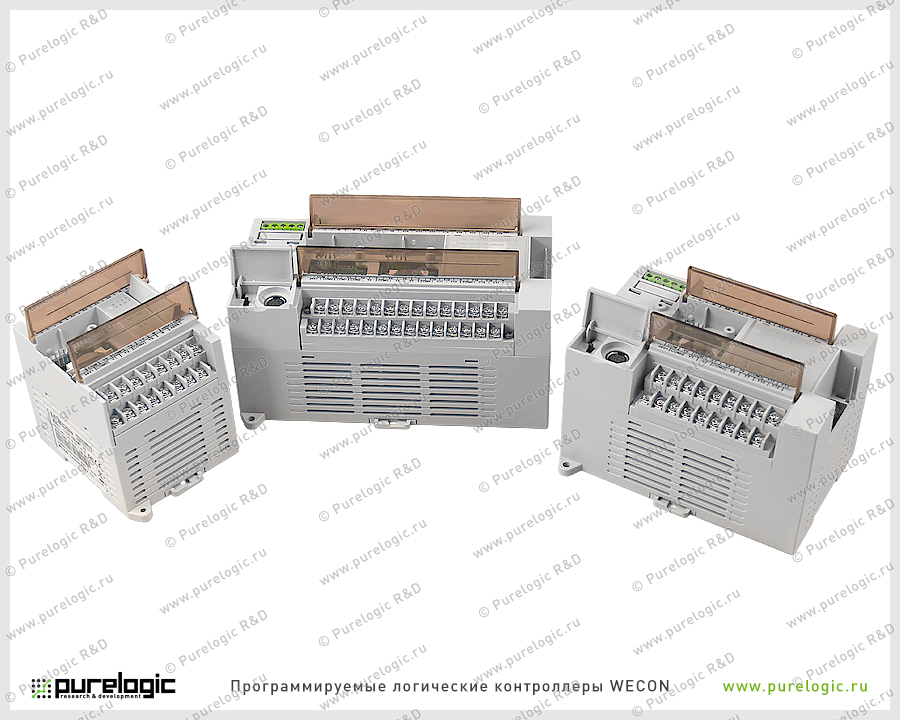 purelogic
research & development
Программируемые логические контроллеры WECON
www.purelogic.ru
© Purelogic R&D
www.purelogic.ru